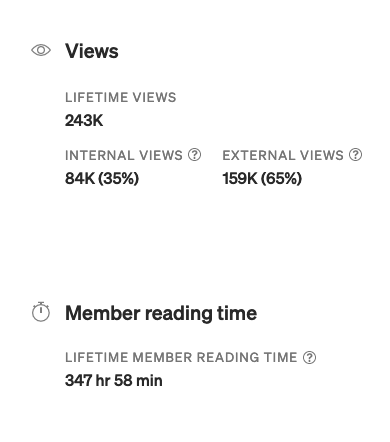 Views
LIFETIME VIEWS
243K
INTERNAL VIEWS ? EXTERNAL VIEWS ?
84K (35%) 159K (65%)
Member reading time
LIFETIME MEMBER READING TIME ?
347 hr 58 min